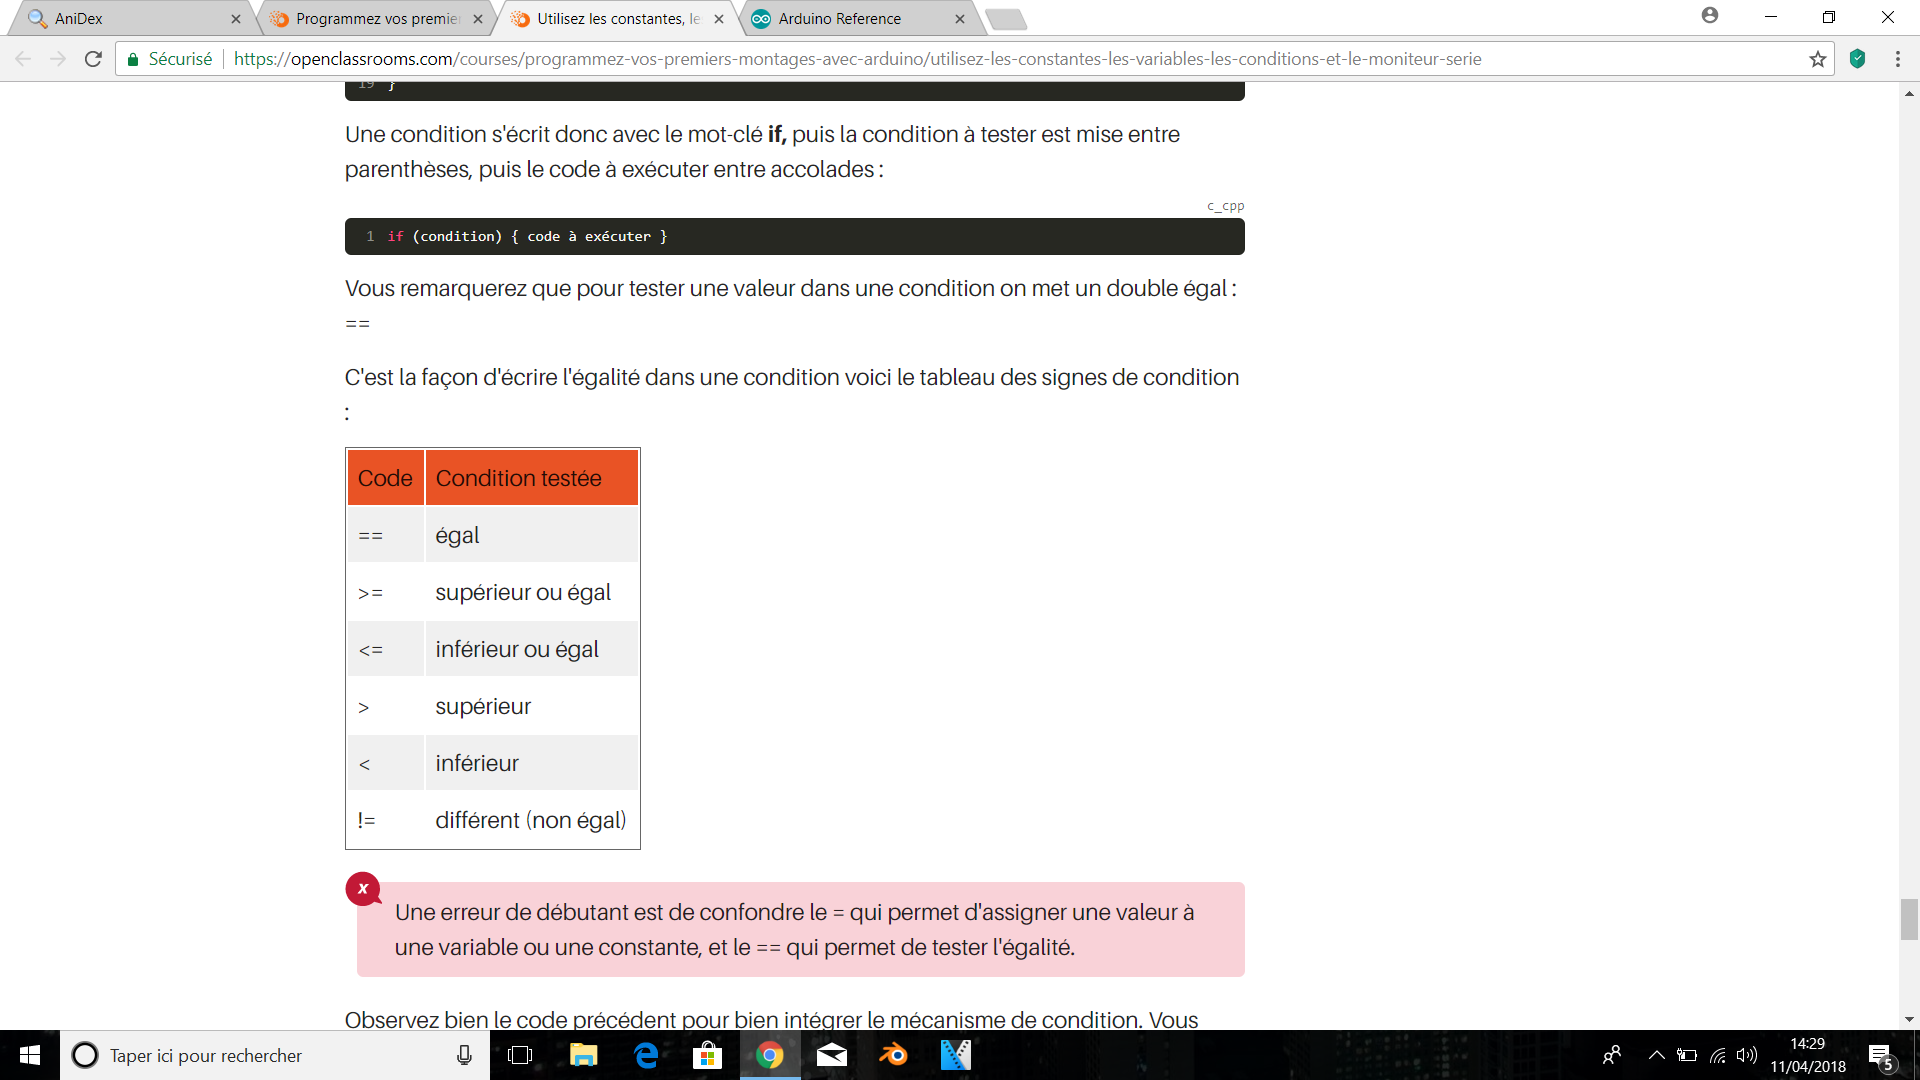 AniDex
Programmez vos premie
Utilisez les constantes, le
Arduino Reference
Sécurisé
https://openclassrooms.com/courses/programmez-vos-premiers-montages-avec-arduino/utilisez-les-constantes-les-variables-les-conditions-et-le-moniteur-serie
19 }
Une condition s'écrit donc avec le mot-clé if, puis la condition à tester est mise entre
parenthèses, puis le code à exécuter entre accolades :
c_cpp
1 if (condition) { code à exécuter }
Vous remarquerez que pour tester une valeur dans une condition on met un double égal :
==
C'est la façon d'écrire l'égalité dans une condition voici le tableau des signes de condition
:
Code Condition testée
== égal
>= supérieur ou égal
<= inférieur ou égal
> supérieur
< inférieur
!= différent (non égal)
x
Une erreur de débutant est de confondre le = qui permet d'assigner une valeur à
une variable ou une constante, et le == qui permet de tester l'égalité.
Observez bien le code précédent pour bien intégrer le mécanisme de condition. Vous
Taper ici pour rechercher
14:29
11/04/2018
5